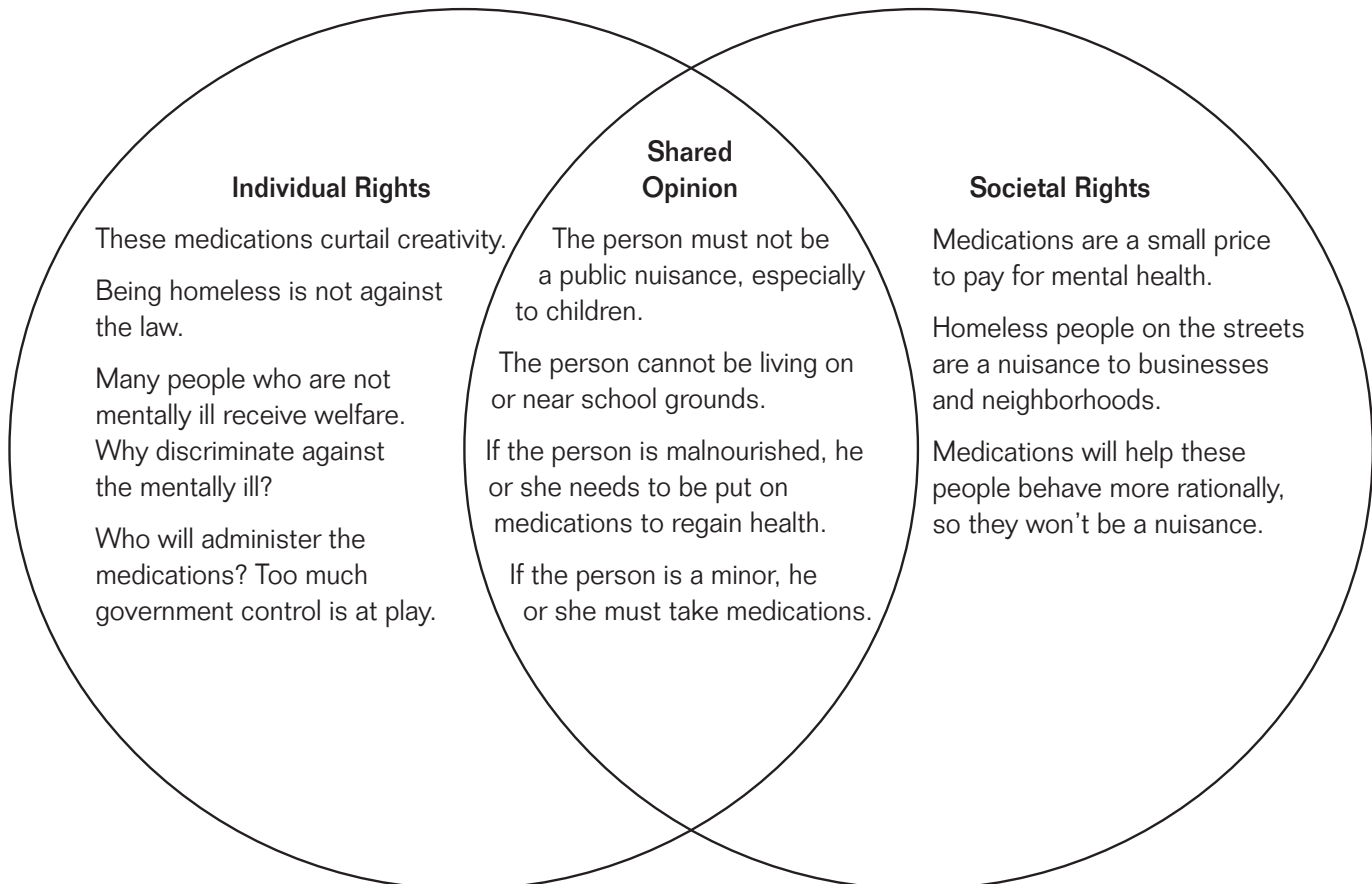 Individual Rights
These medications curtail creativity.
Being homeless is not against
the law.
Many people who are not
mentally ill receive welfare.
Why discriminate against
the mentally ill?
Who will administer the
medications? Too much
government control is at play.
Shared
Opinion
The person must not be
a public nuisance, especially
to children.
The person cannot be living on
or near school grounds.
If the person is malnourished, he
or she needs to be put on
medications to regain health.
If the person is a minor, he
or she must take medications.
Societal Rights
Medications are a small price
to pay for mental health.
Homeless people on the streets
are a nuisance to businesses
and neighborhoods.
Medications will help these
people behave more rationally,
so they won’t be a nuisance.